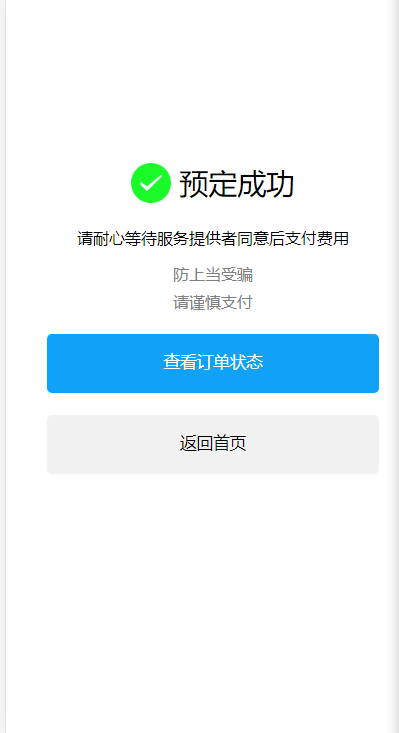 预定成功
请耐心等待服务提供者同意后支付费用
防上当受骗
请谨慎支付
查看订单状态
返回首页